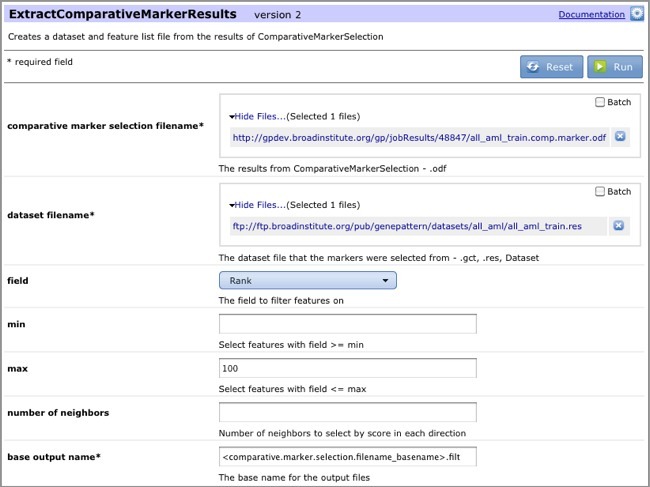 ExtractComparativeMarkerResults version 2 Documentation
Creates a dataset and feature list file from the results of ComparativeMarkerSelection
* required field
Reset Run
Batch
comparative marker selection filename*
Hide Files...(Selected 1 files)
http://gpdev.broadinstitute.org/gp/jobResults/48847/all_aml_train.comp.marker.odf
The results from ComparativeMarkerSelection - .odf
Batch
dataset filename*
Hide Files...(Selected 1 files)
ftp://ftp.broadinstitute.org/pub/genepattern/datasets/all_aml/all_aml_train.res
The dataset file that the markers were selected from - .gct, .res, Dataset
field Rank
The field to filter features on
min
Select features with field >= min
max 100
Select features with field <= max
number of neighbors
Number of neighbors to select by score in each direction
base output name* <comparative.marker.selection.filename_basename>.filt
The base name for the output files